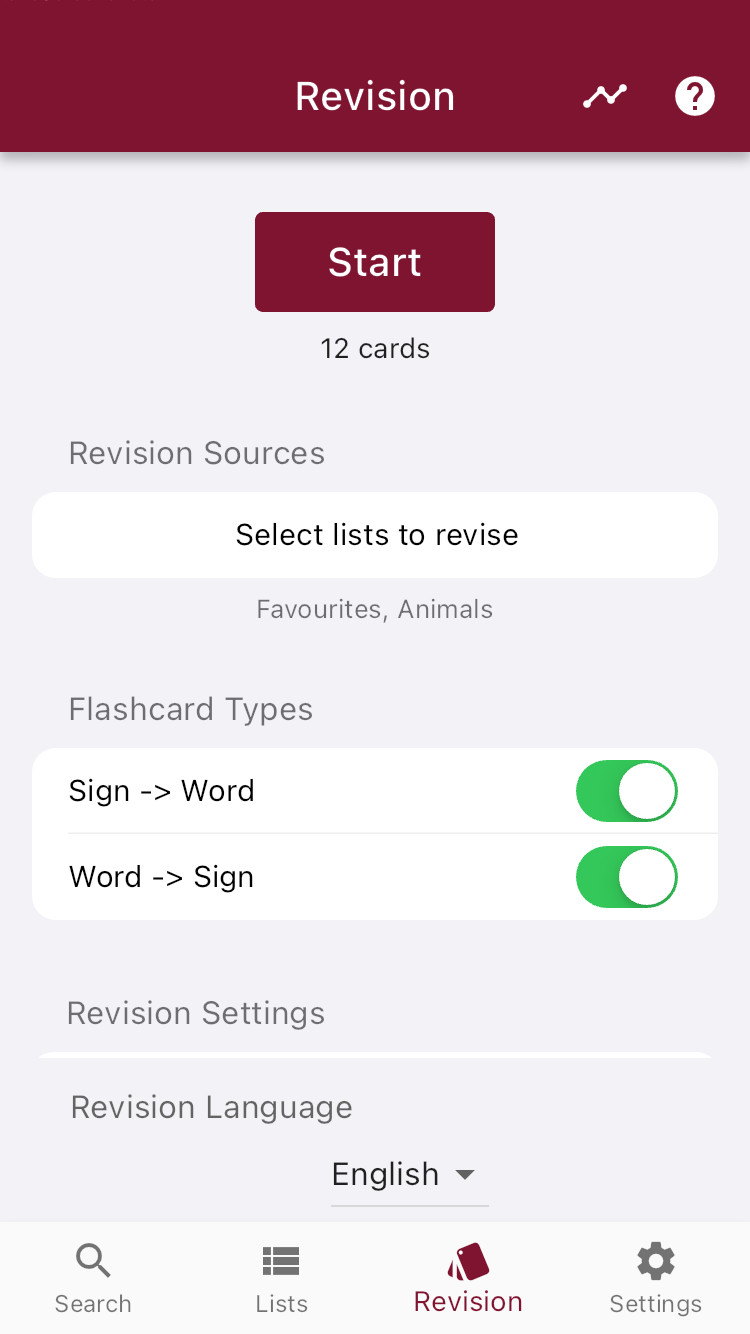 Revision
Start
12 cards
Revision Sources
Select lists to revise
Favourites, Animals
Flashcard Types
Sign -> Word
Word -> Sign
Revision Settings
Revision Language
English
Search
Lists
Revision
Settings